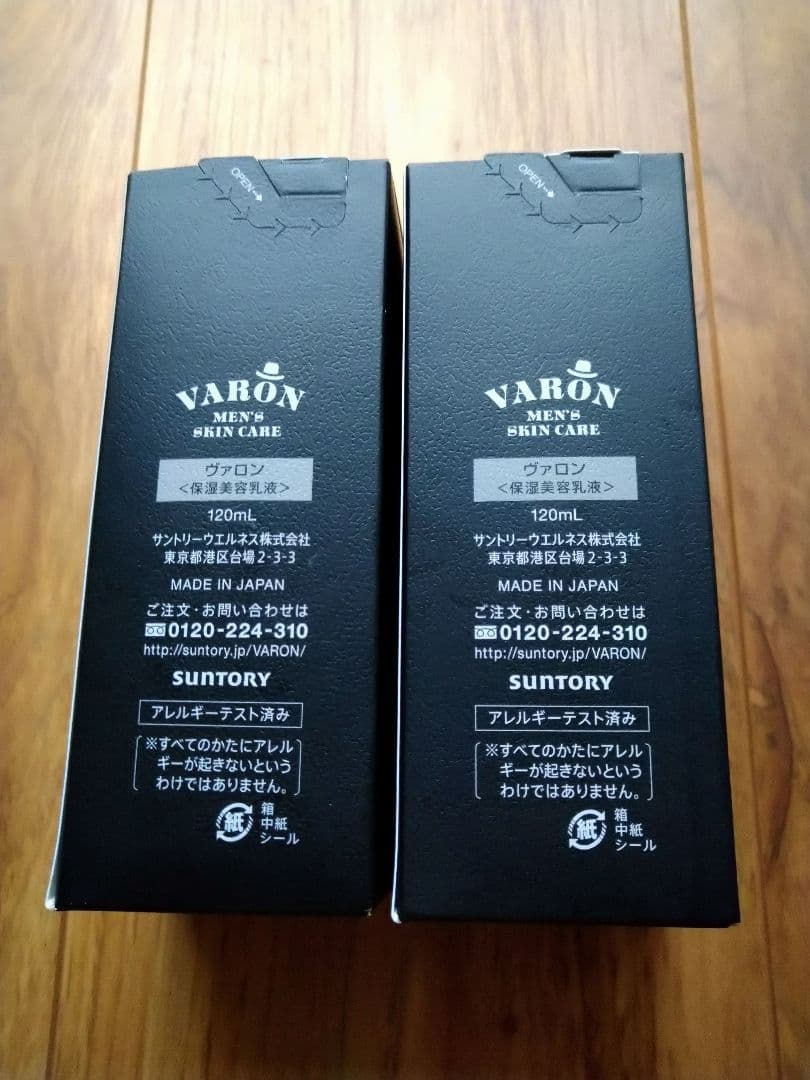 OPEN
VARON
MEN'S
SKIN CARE
ヴァロン
<保湿美容乳液>
120mL
サントリーウエルネス株式会社
東京都港区台場2-3-3
MADE IN JAPAN
ご注文・お問い合わせは
0120-224-310
http://suntory.jp/VARON/
SUNTORY
アレルギーテスト済み
※すべてのかたにアレル
ギーが起きないという
わけではありません。
紙
箱
中紙
シール
OPEN
VARON
MEN'S
SKIN CARE
ヴァロン
<保湿美容乳液>
120mL
サントリーウエルネス株式会社
東京都港区台場2-3-3
MADE IN JAPAN
ご注文・お問い合わせは
0120-224-310
http://suntory.jp/VARON/
SUNTORY
アレルギーテスト済み
※すべてのかたにアレル
ギーが起きないという
わけではありません。
紙
箱
中紙
シール